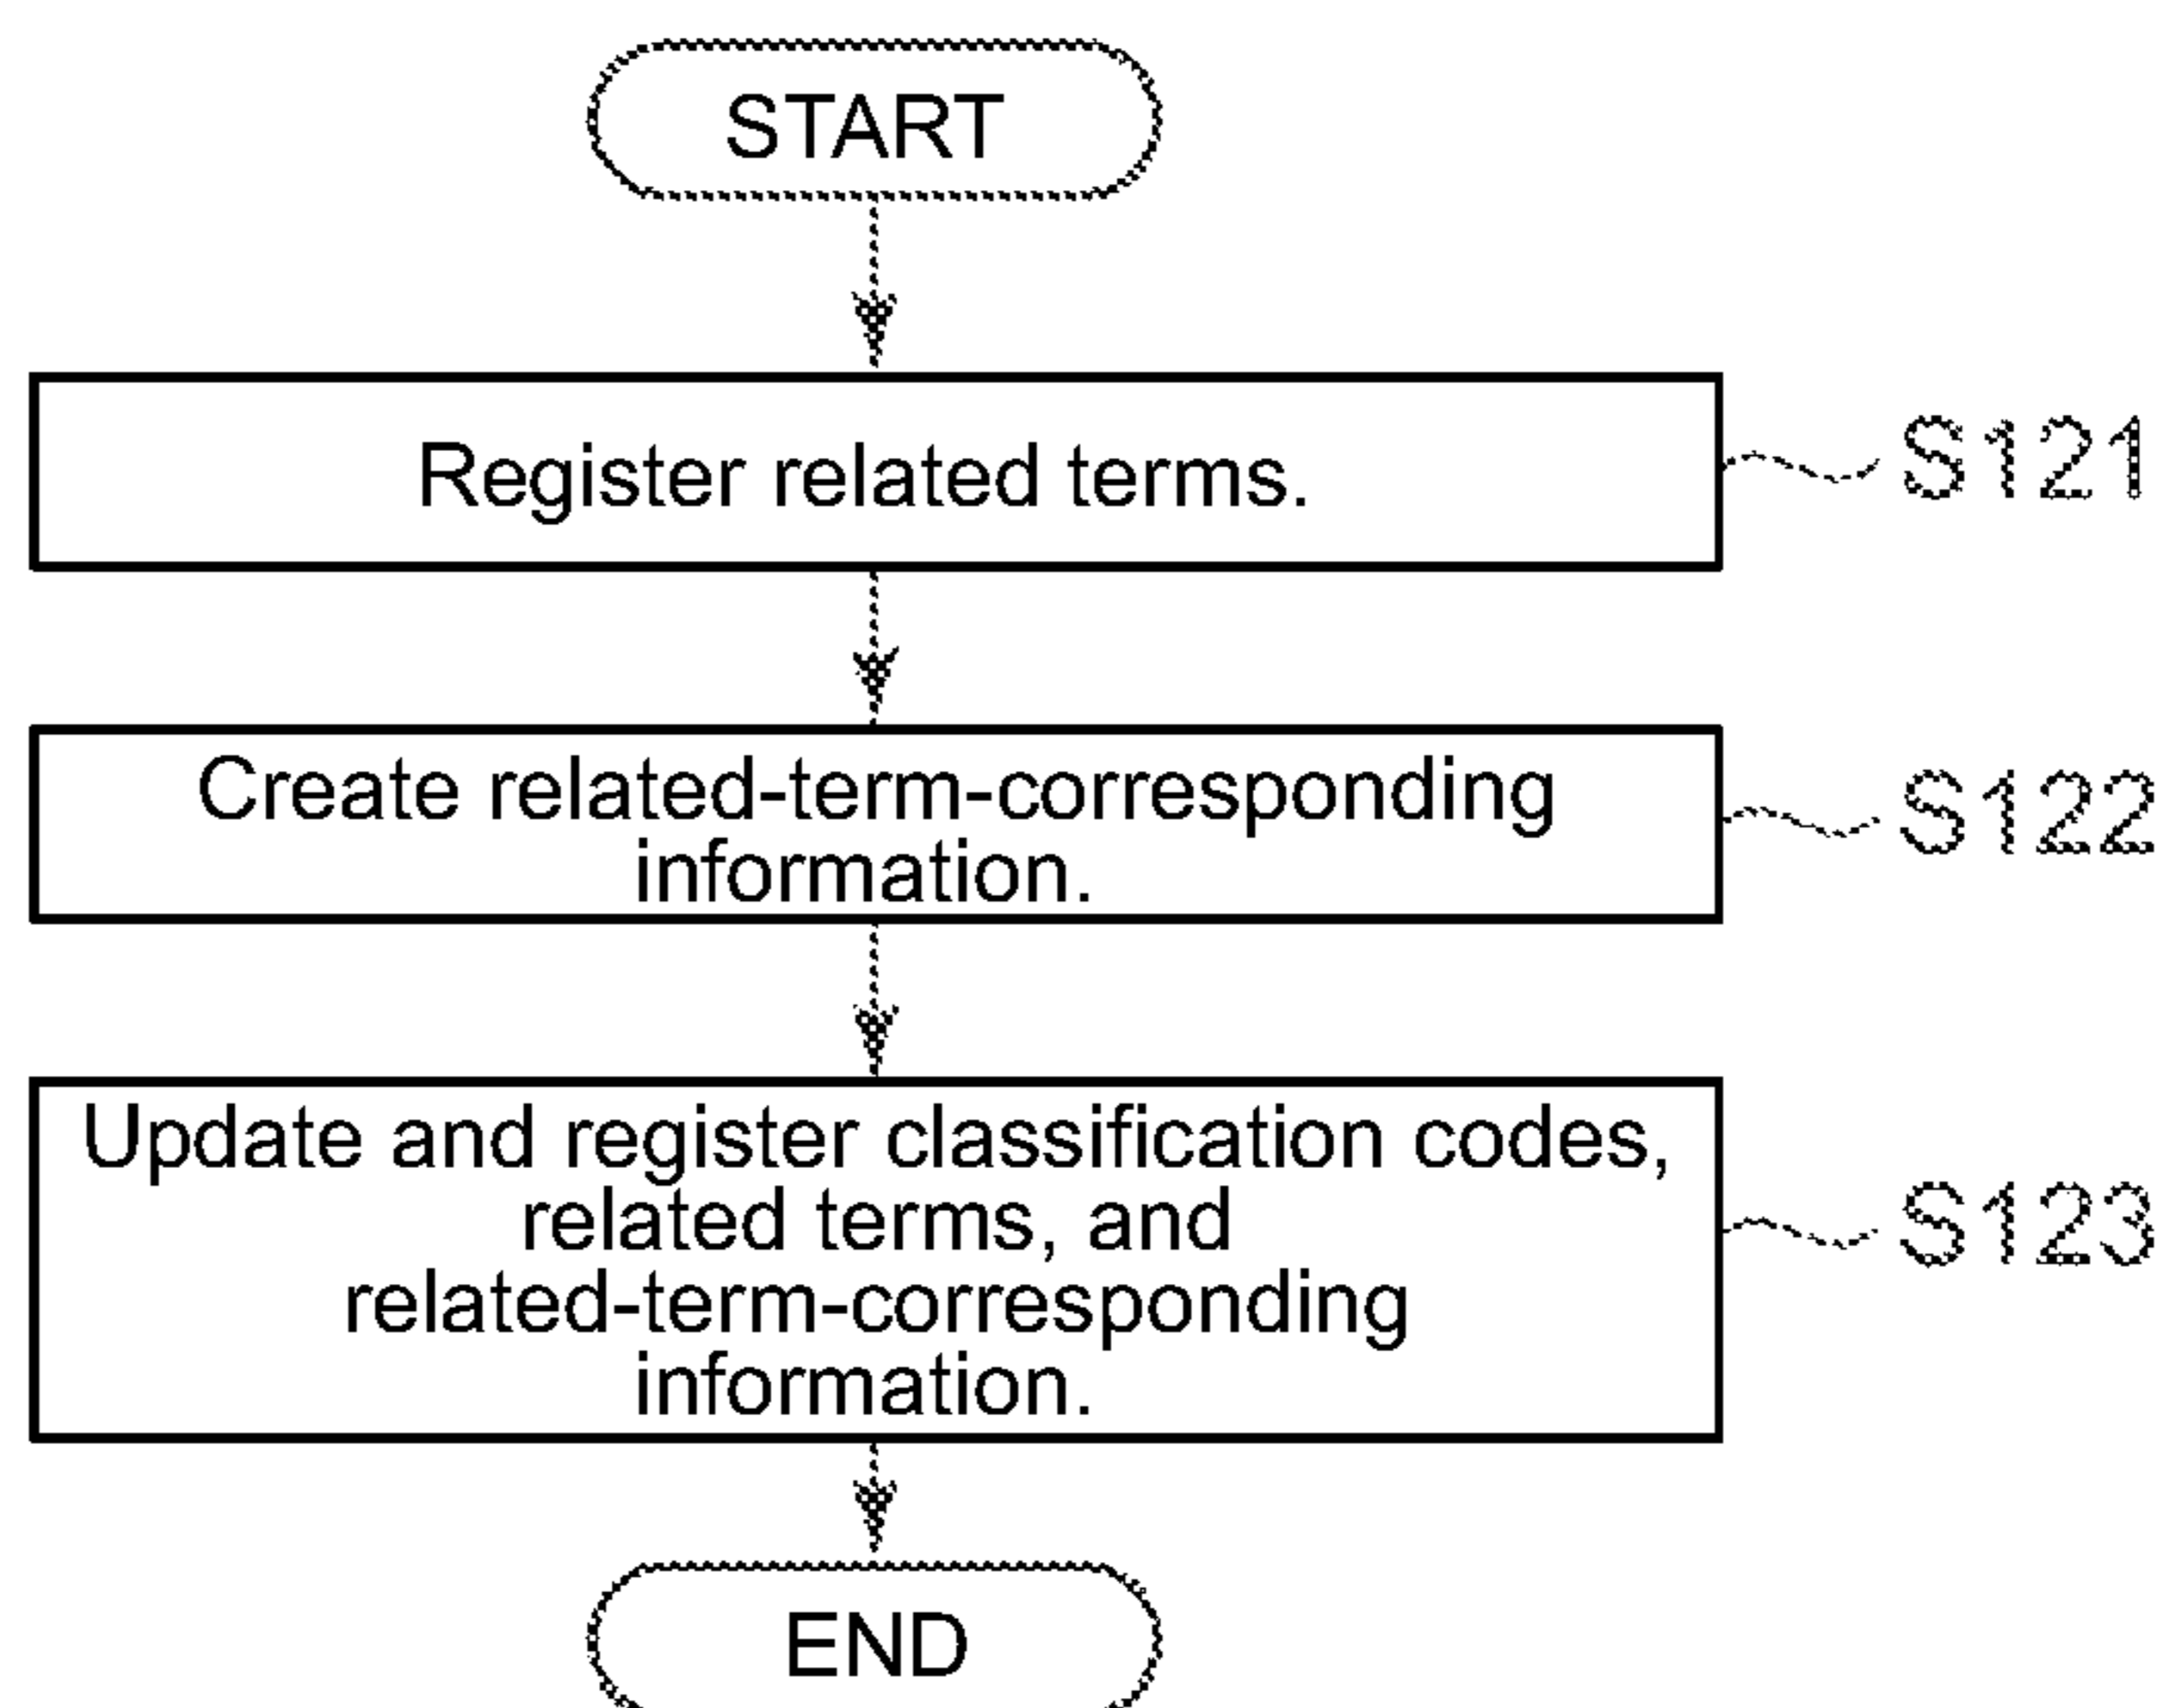 START
Register related terms.
S121
Create related-term-corresponding
information.
S122
Update and register classification codes,
related terms, and
related-term-corresponding
information.
S123
END